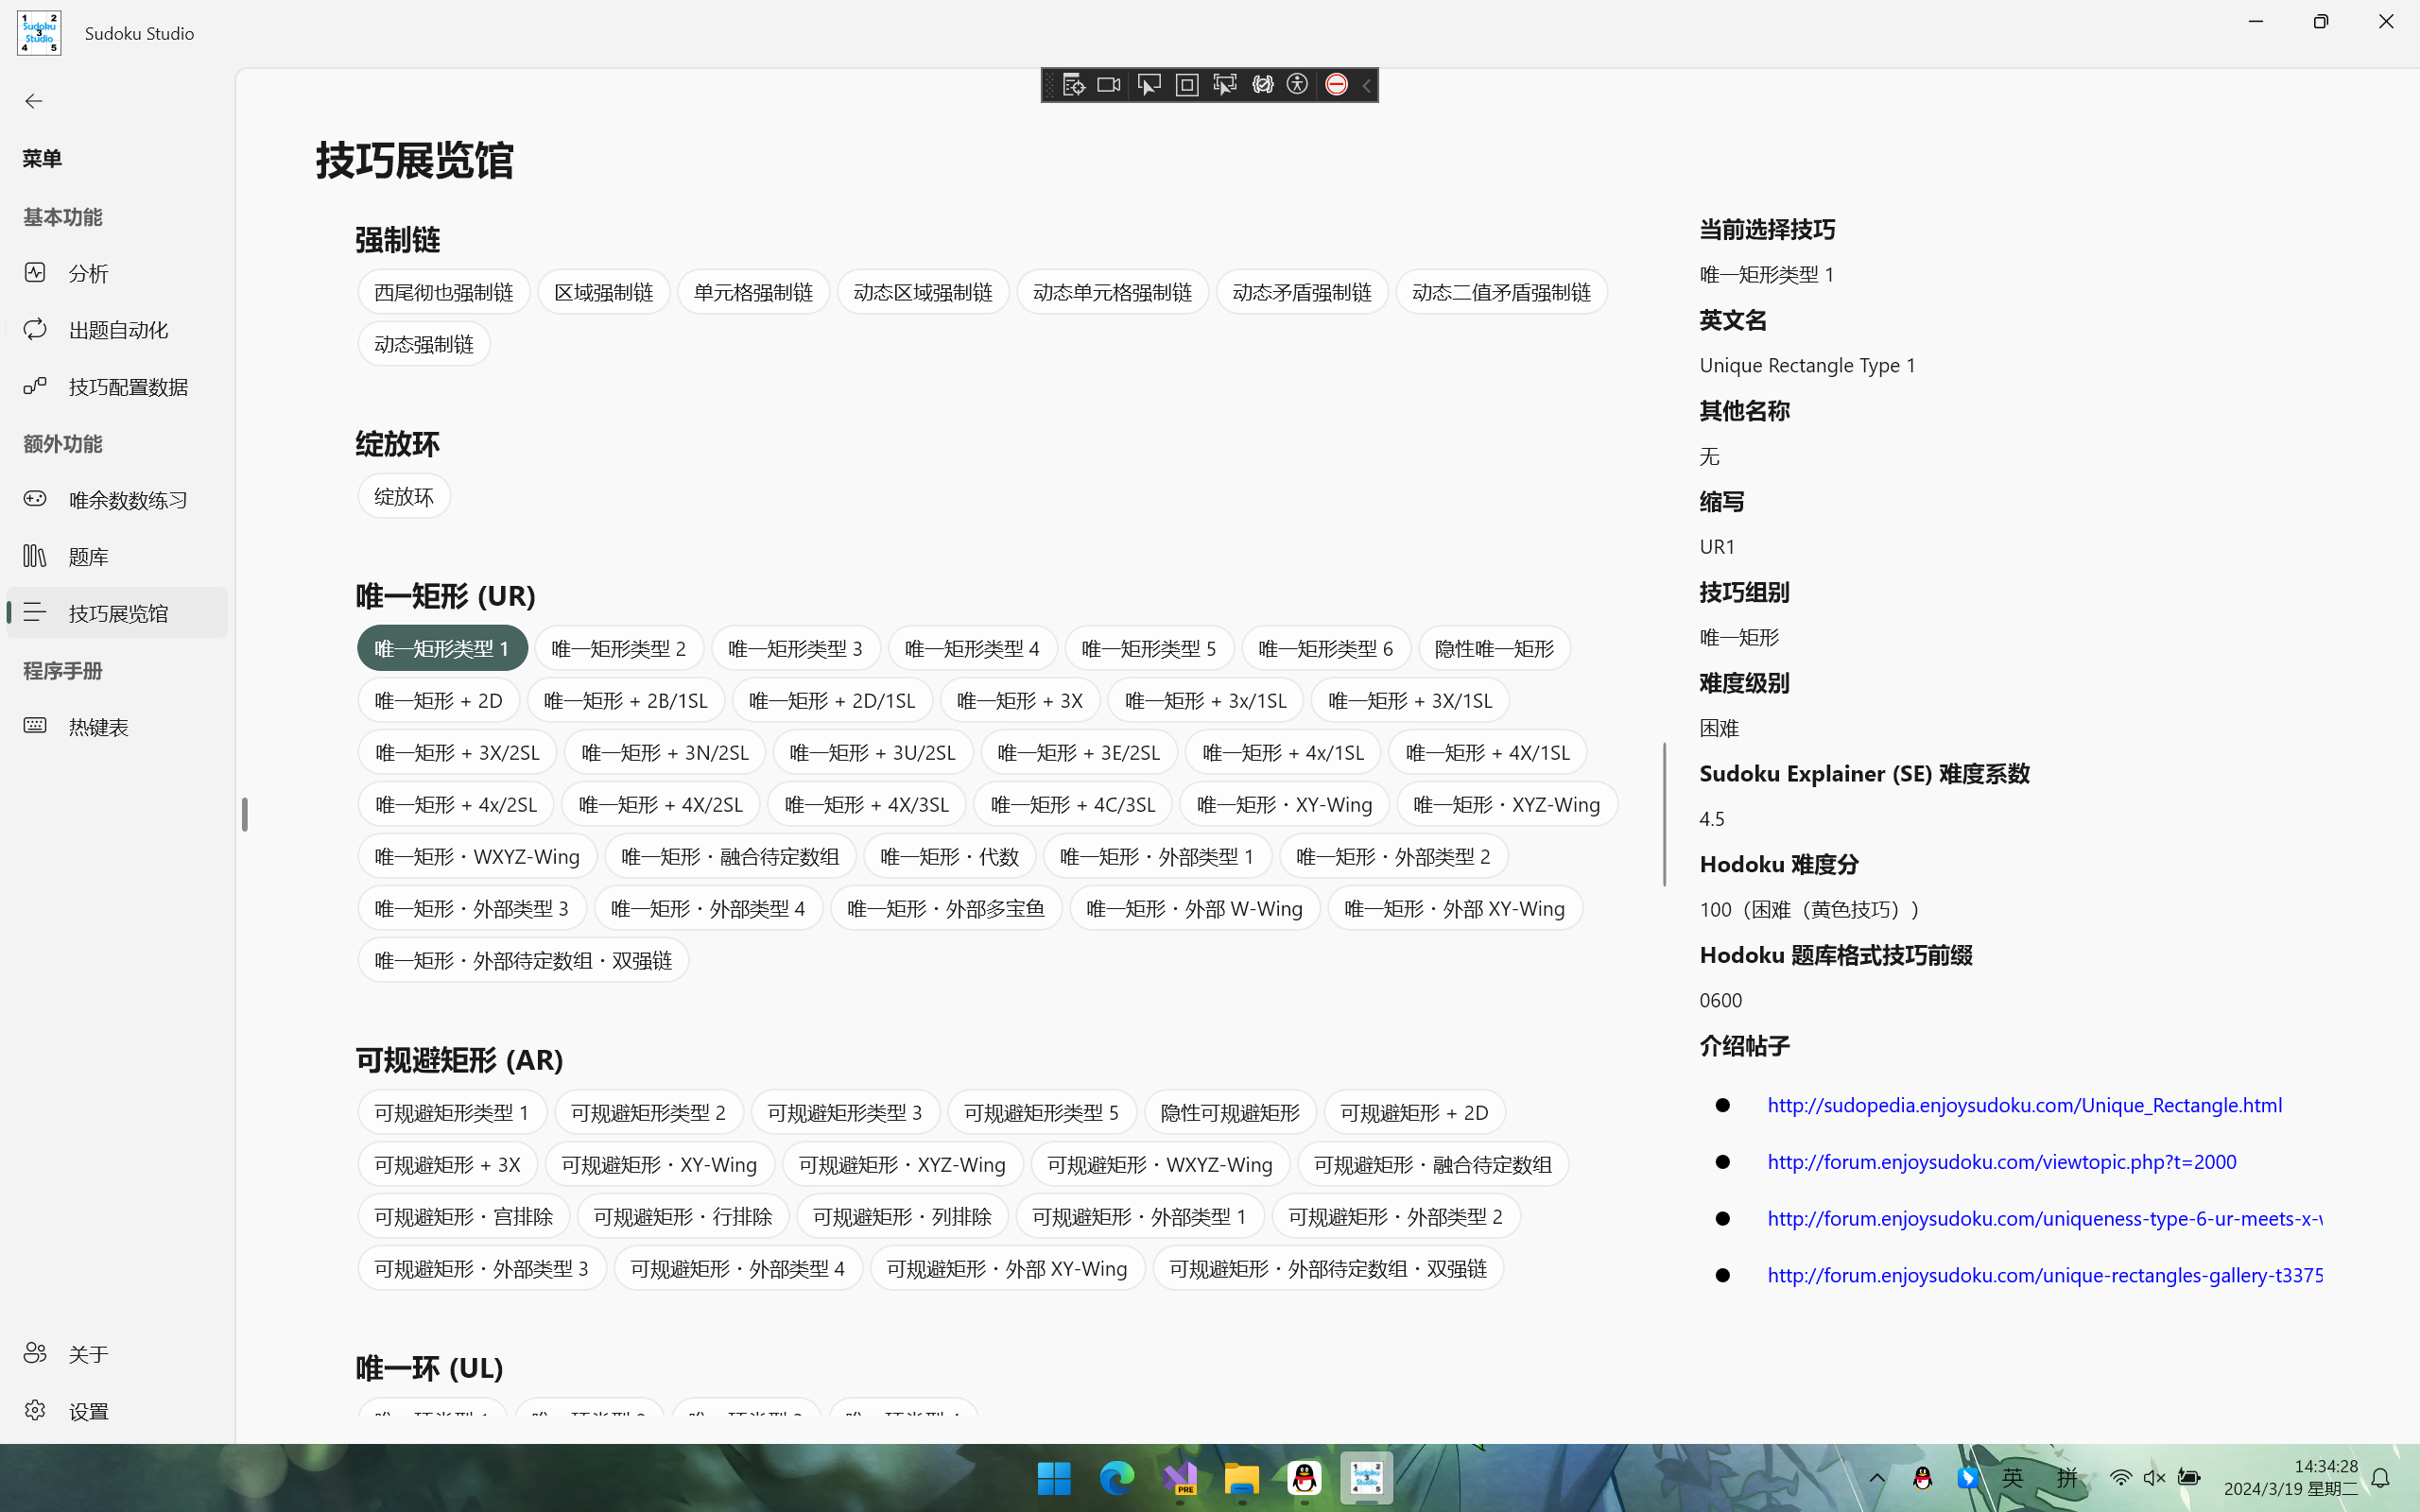 Sudoku Studio
菜单
基本功能
分析
出题自动化
技巧配置数据
额外功能
唯余数数练习
题库
技巧展览馆
程序手册
热键表
关于
设置
技巧展览馆
强制链
西尾彻也强制链 区域强制链 单元格强制链 动态区域强制链 动态单元格强制链 动态矛盾强制链 动态二值矛盾强制链
动态强制链
绽放环
绽放环
唯一矩形 (UR)
唯一矩形类型 1 唯一矩形类型 2 唯一矩形类型 3 唯一矩形类型 4 唯一矩形类型 5 唯一矩形类型 6 隐性唯一矩形
唯一矩形 + 2D 唯一矩形 + 2B/1SL 唯一矩形 + 2D/1SL 唯一矩形 + 3X 唯一矩形 + 3x/1SL 唯一矩形 + 3X/1SL
唯一矩形 + 3X/2SL 唯一矩形 + 3N/2SL 唯一矩形 + 3U/2SL 唯一矩形 + 3E/2SL 唯一矩形 + 4x/1SL 唯一矩形 + 4X/1SL
唯一矩形 + 4x/2SL 唯一矩形 + 4X/2SL 唯一矩形 + 4X/3SL 唯一矩形 + 4C/3SL 唯一矩形・XY-Wing 唯一矩形・XYZ-Wing
唯一矩形・WXYZ-Wing 唯一矩形・融合待定数组 唯一矩形・代数 唯一矩形・外部类型 1 唯一矩形・外部类型 2
唯一矩形・外部类型 3 唯一矩形・外部类型 4 唯一矩形・外部多宝鱼 唯一矩形・外部 W-Wing 唯一矩形・外部 XY-Wing
唯一矩形・外部待定数组・双强链
可规避矩形 (AR)
可规避矩形类型 1 可规避矩形类型 2 可规避矩形类型 3 可规避矩形类型 5 隐性可规避矩形 可规避矩形 + 2D
可规避矩形 + 3X 可规避矩形・XY-Wing 可规避矩形・XYZ-Wing 可规避矩形・WXYZ-Wing 可规避矩形・融合待定数组
可规避矩形・宫排除 可规避矩形・行排除 可规避矩形・列排除 可规避矩形・外部类型 1 可规避矩形・外部类型 2
可规避矩形・外部类型 3 可规避矩形・外部类型 4 可规避矩形・外部 XY-Wing 可规避矩形・外部待定数组・双强链
唯一环 (UL)
当前选择技巧
唯一矩形类型 1
英文名
Unique Rectangle Type 1
其他名称
无
缩写
UR1
技巧组别
唯一矩形
难度级别
困难
Sudoku Explainer (SE) 难度系数
4.5
Hodoku 难度分
100（困难（黄色技巧））
Hodoku 题库格式技巧前缀
0600
介绍帖子
http://sudopedia.enjoysudoku.com/Unique_Rectangle.html
http://forum.enjoysudoku.com/viewtopic.php?t=2000
http://forum.enjoysudoku.com/uniqueness-type-6-ur-meets-x-
http://forum.enjoysudoku.com/unique-rectangles-gallery-t3375
英 拼
14:34:28
2024/3/19 星期二